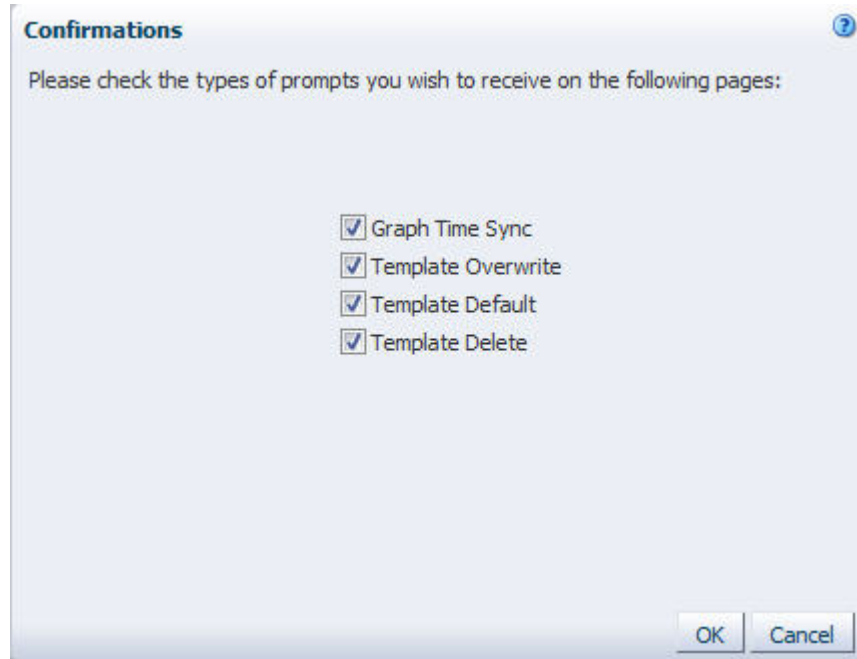 Confirmations
Please check the types of prompts you wish to receive on the following pages:
Graph Time Sync
Template Overwrite
Template Default
Template Delete
OK Cancel